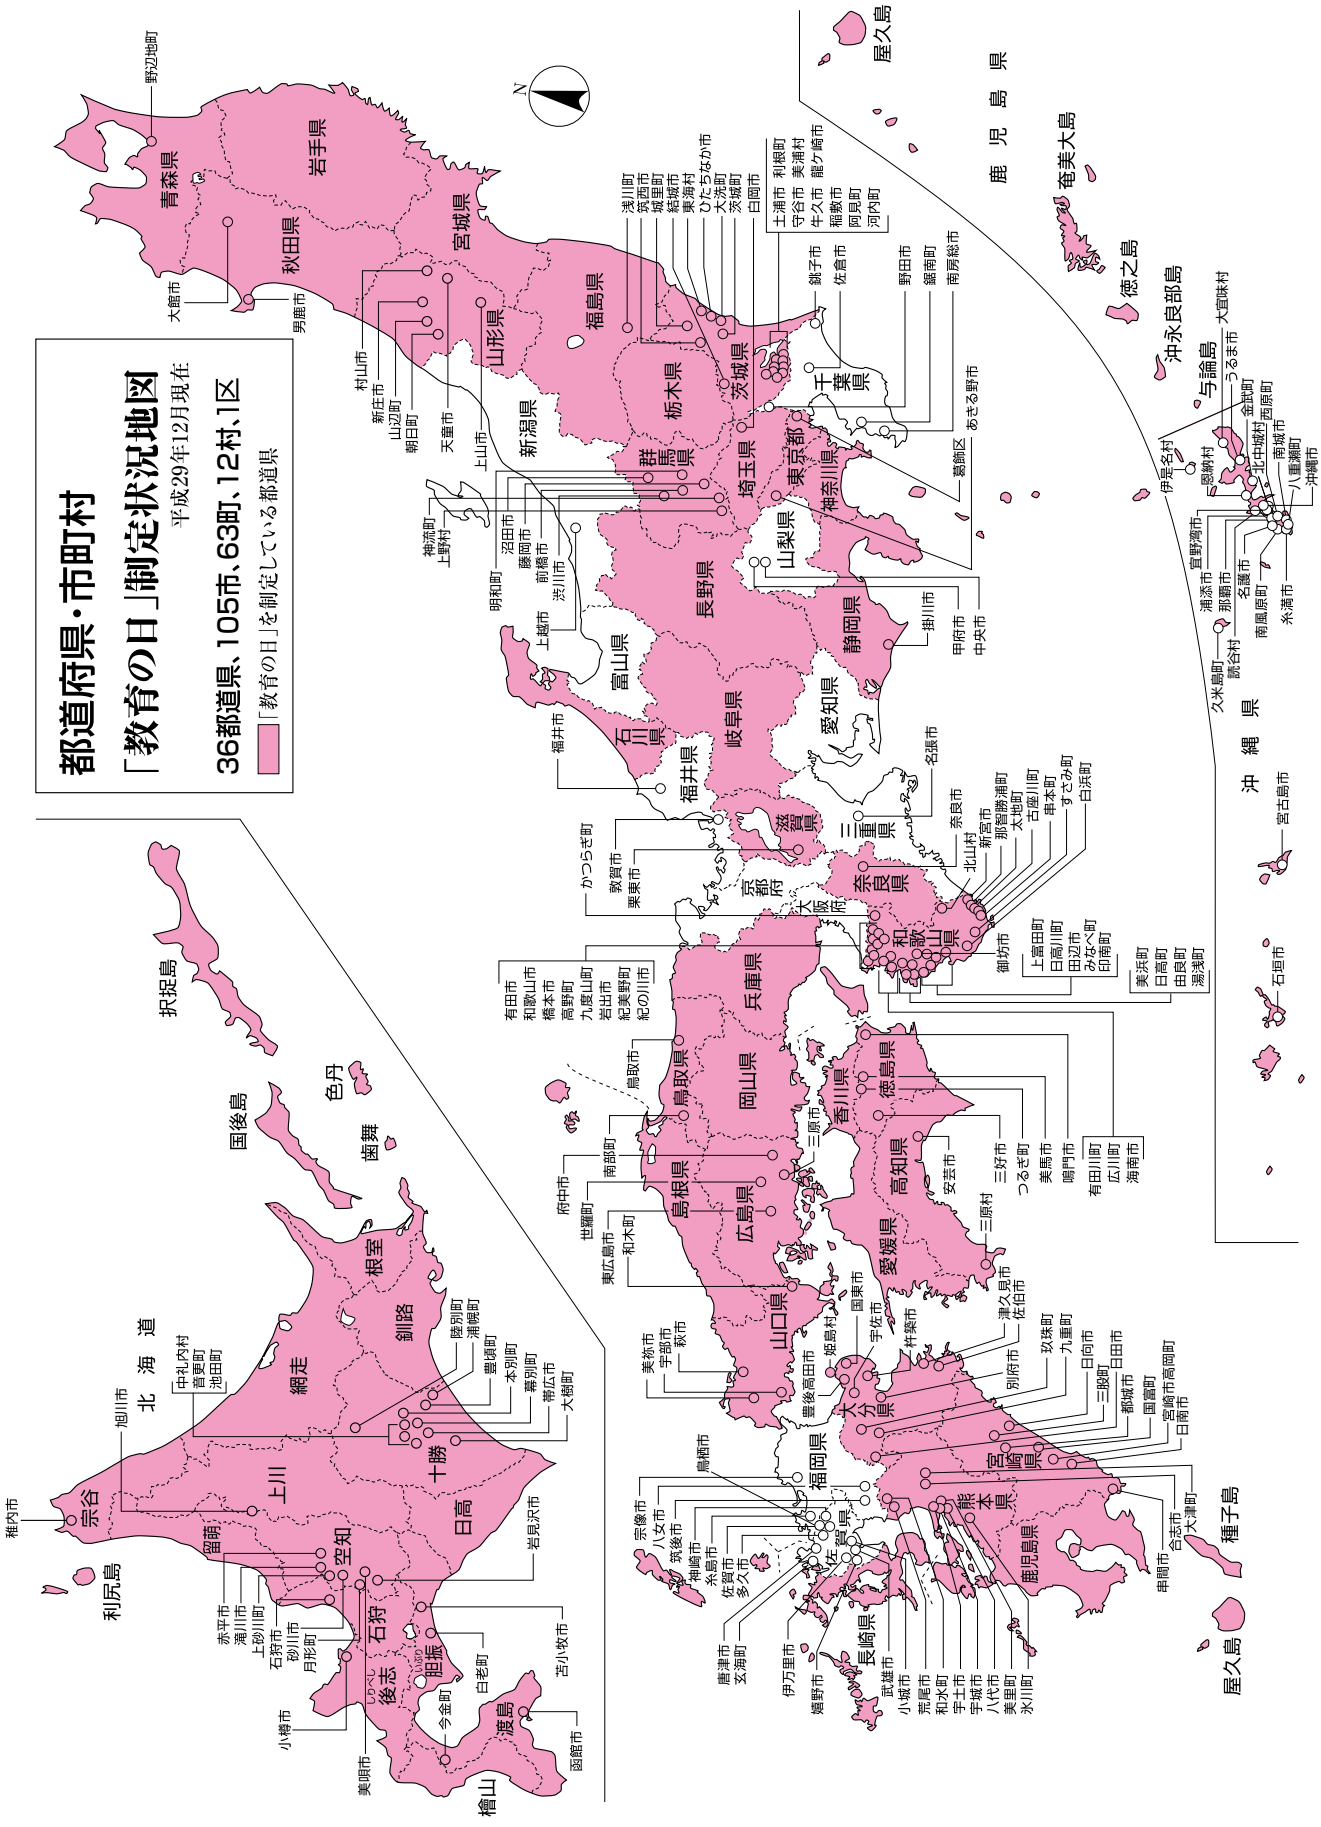 都道府県・市町村
「教育の日」制定状況地図
平成29年12月現在
36都道県、105市、63町、12村、1区
「教育の日」を制定している都道県
N
北海道
択捉島
国後島
色丹
歯舞
利尻島
宗谷
留萌
上川
網走
根室
釧路
十勝
日高
空知
石狩
後志
しりべし
胆振
いぶり
渡島
檜山
稚内市
旭川市
中札内村
音更町
池田町
陸別町
浦幌町
豊頃町
本別町
幕別町
帯広市
大樹町
岩見沢市
赤平市
滝川市
上砂川町
石狩市
砂川市
月形町
小樽市
美唄市
今金町
白老町
苫小牧市
函館市
青森県
岩手県
秋田県
宮城県
山形県
福島県
野辺地町
大館市
男鹿市
村山市
新庄市
山辺町
朝日町
天童市
上山市
新潟県
栃木県
茨城県
群馬県
埼玉県
千葉県
東京都
神奈川県
山梨県
長野県
静岡県
富山県
石川県
福井県
岐阜県
愛知県
浅川町
筑西市
城里町
結城市
東海村
ひたちなか市
大洗町
茨城町
白岡市
土浦市 利根町
守谷市 美浦村
牛久市 龍ケ崎市
稲敷市
阿見町
河内町
銚子市
佐倉市
野田市
鋸南町
南房総市
あきる野市
葛飾区
神流町
上野村
明和町
沼田市
藤岡市
前橋市
渋川市
上越市
甲府市
中央市
掛川市
福井市
敦賀市
栗東市
かつらぎ町
名張市
滋賀県
三重県
京都府
大阪府
奈良県
和歌山県
兵庫県
奈良市
北山村
新宮市
那智勝浦町
太地町
古座川町
串本町
すさみ町
白浜町
御坊市
上富田町
日高川町
田辺市
みなべ町
印南町
美浜町
日高町
由良町
湯浅町
有田市
和歌山市
橋本市
高野町
九度山町
岩出市
紀美野町
紀の川市
有田川町
広川町
海南市
鳥取県
岡山県
島根県
広島県
山口県
香川県
徳島県
高知県
愛媛県
鳥取市
南部町
府中市
世羅町
東広島市
和木町
三原市
美祢市
宇部市
萩市
三好市
つるぎ町
美馬市
鳴門市
安芸市
三原村
福岡県
佐賀県
長崎県
大分県
熊本県
宮崎県
鹿児島県
姫島村
国東市
豊後高田市
宇佐市
杵築市
津久見市
佐伯市
別府市
玖珠町
九重町
日向市
日田市
三股町
都城市
国富町
宮崎市高岡町
日南市
大津町
合志市
串間市
鳥栖市
宗像市
八女市
筑後市
神崎市
糸島市
佐賀市
多久市
唐津市
玄海町
伊万里市
嬉野市
武雄市
小城市
荒尾市
和水町
宇土市
宇城市
八代市
美里町
氷川町
種子島
屋久島
鹿児島県
屋久島
奄美大島
徳之島
沖永良部島
与論島
沖縄県
大宜味村
うるま市
金武町
北中城村
西原町
南城市
八重瀬町
沖縄市
伊是名村
恩納村
宜野湾市
浦添市
那覇市
名護市
南風原町
糸満市
読谷村
久米島町
宮古島市
石垣市